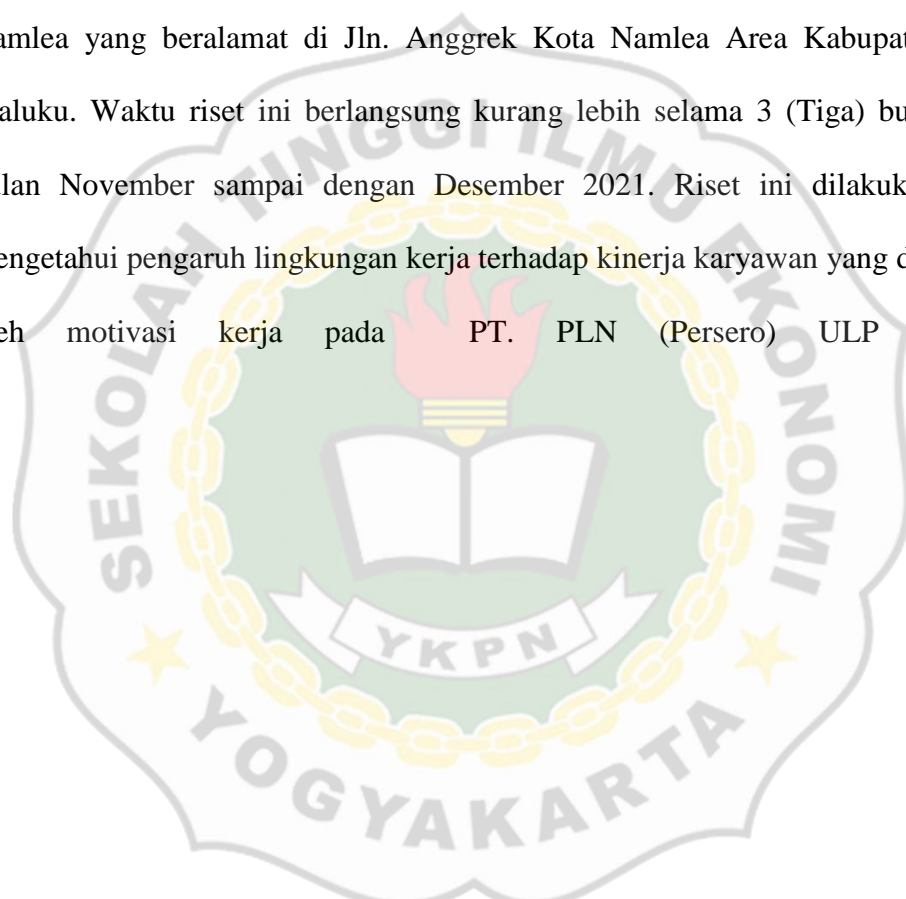 amlea yang beralamat di Jln. Anggrek Kota Namlea Area Kabupat
aluku. Waktu riset ini berlangsung kurang lebih selama 3 (Tiga) bu
lan November sampai dengan Desember 2021. Riset ini dilakuk
engetahui pengaruh lingkungan kerja terhadap kinerja karyawan yang d
eh motivasi kerja pada PT. PLN (Persero) ULP
SEKOLAH TINGGI ILMU EKONOMI
YKPN
YOGYAKARTA